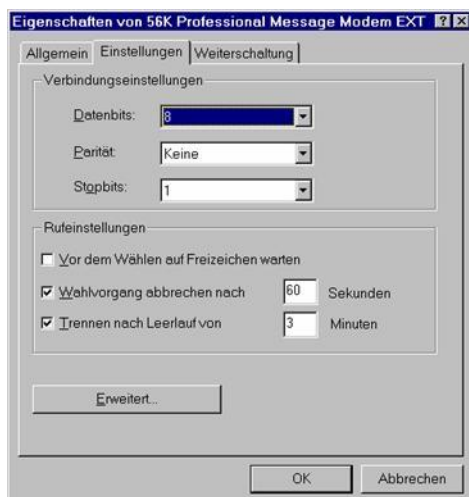 Eigenschaften von 56K Professional Message Modem EXT
Allgemein Einstellungen Weiterschaltung
Verbindungseinstellungen
Datenbits: 8
Parität: Keine
Stopbits: 1
Rufeinstellungen
Vor dem Wählen auf Freizeichen warten
Wahlvorgang abbrechen nach 60 Sekunden
Trennen nach Leerlauf von 3 Minuten
Erweitert...
OK Abbrechen